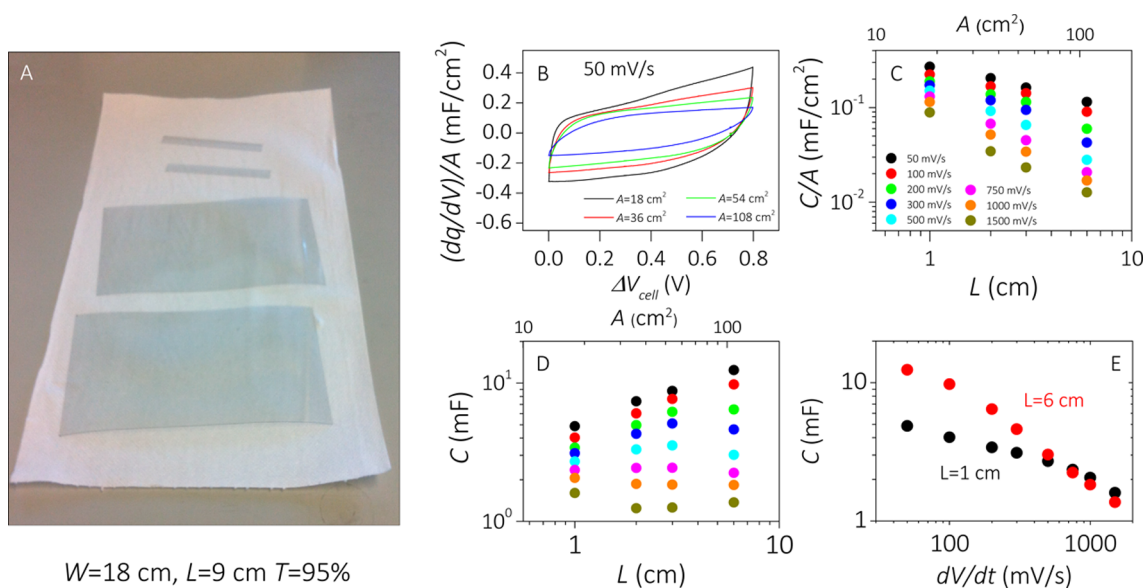 A
W=18 cm, L=9 cm T=95%
B
50 mV/s
(dq/dV)/A (mF/cm²)
0.4
0.2
0.0
-0.2
-0.4
-0.6
A=18 cm² A=54 cm²
A=36 cm² A=108 cm²
0.0 0.2 0.4 0.6 0.8
ΔV_cell (V)
A (cm²)
10 100
C
C/A (mF/cm²)
10⁻¹
10⁻²
50 mV/s
100 mV/s
200 mV/s 750 mV/s
300 mV/s 1000 mV/s
500 mV/s 1500 mV/s
1 10
L (cm)
A (cm²)
10 100
D
C (mF)
10¹
10⁰
1 10
L (cm)
E
C (mF)
10
1
L=6 cm
L=1 cm
100 1000
dV/dt (mV/s)